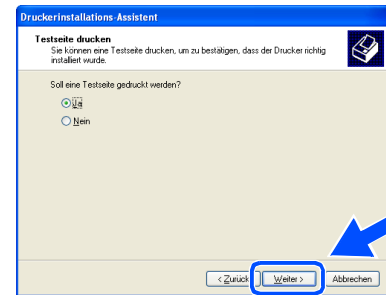 Druckerinstallations-Assistent
Testseite drucken
Sie können eine Testseite drucken, um zu bestätigen, dass der Drucker richtig
installiert wurde.
Soll eine Testseite gedruckt werden?
Ja
Nein
< Zurück Weiter > Abbrechen